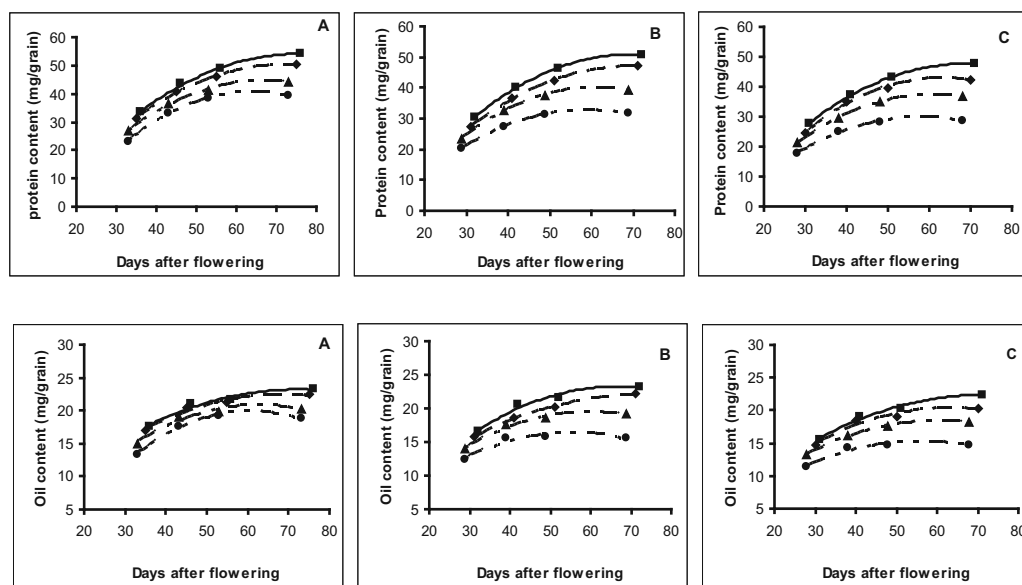 A
protein content (mg/grain)
60
50
40
30
20
10
0
20 30 40 50 60 70 80
Days after flowering
B
Protein content (mg/grain)
60
50
40
30
20
10
0
20 30 40 50 60 70 80
Days after flowering
C
Protein content (mg/grain)
60
50
40
30
20
10
0
20 30 40 50 60 70 80
Days after flowering
A
Oil content (mg/grain)
30
25
20
15
10
5
20 30 40 50 60 70 80
Days after flowering
B
Oil content (mg/grain)
30
25
20
15
10
5
20 30 40 50 60 70 80
Days after flowering
C
Oil content (mg/grain)
30
25
20
15
10
5
20 30 40 50 60 70 80
Days after flowering